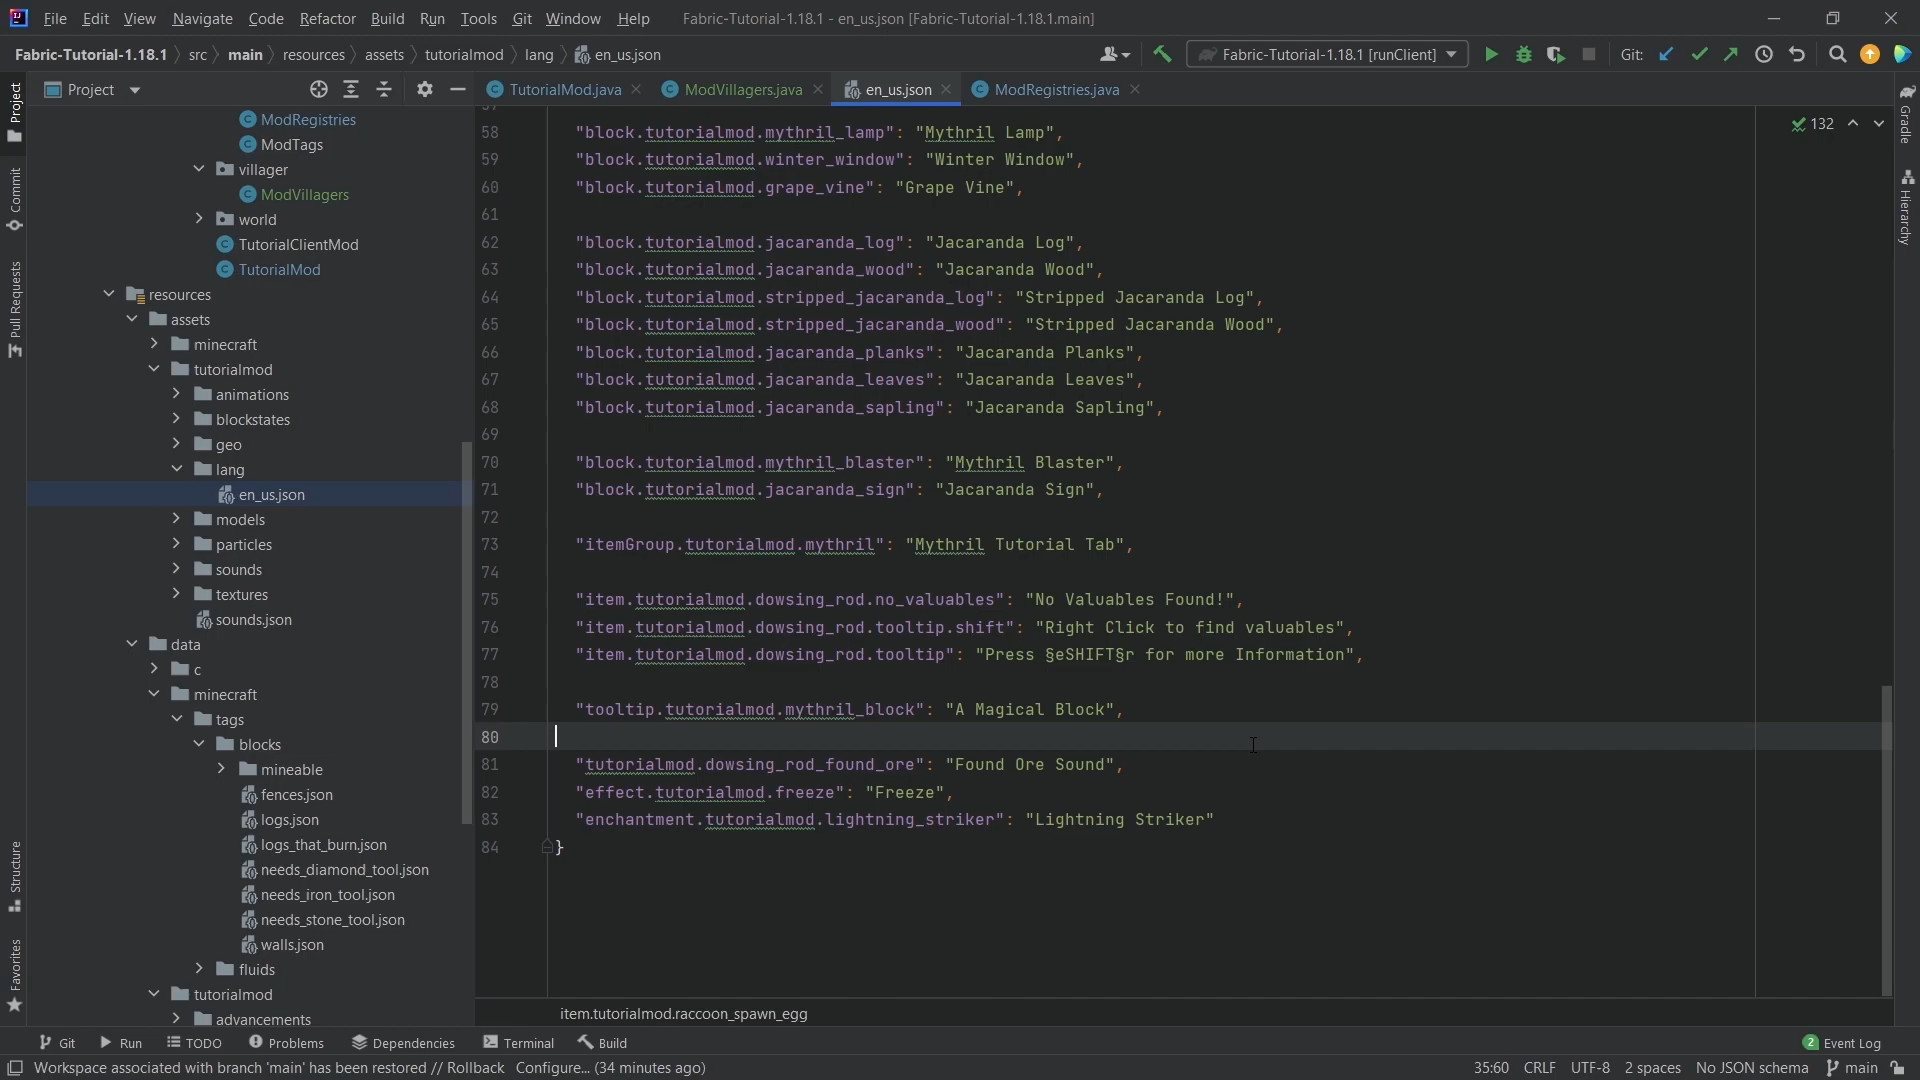 File Edit View Navigate Code Refactor Build Run Tools Git Window Help Fabric-Tutorial-1.18.1 - en_us.json [Fabric-Tutorial-1.18.1.main]
Fabric-Tutorial-1.18.1 src main resources assets tutorialmod lang en_us.json Fabric-Tutorial-1.18.1 [runClient] Git:
Project TutorialMod.java ModVillagers.java en_us.json ModRegistries.java
Project
Commit
Pull Requests
Structure
Favorites
ModRegistries
ModTags
villager
ModVillagers
world
TutorialClientMod
TutorialMod
resources
assets
minecraft
tutorialmod
animations
blockstates
geo
lang
en_us.json
models
particles
sounds
textures
sounds.json
data
c
minecraft
tags
blocks
mineable
fences.json
logs.json
logs_that_burn.json
needs_diamond_tool.json
needs_iron_tool.json
needs_stone_tool.json
walls.json
fluids
tutorialmod
advancements
57
58 "block.tutorialmod.mythril_lamp": "Mythril Lamp",
59 "block.tutorialmod.winter_window": "Winter Window",
60 "block.tutorialmod.grape_vine": "Grape Vine",
61
62 "block.tutorialmod.jacaranda_log": "Jacaranda Log",
63 "block.tutorialmod.jacaranda_wood": "Jacaranda Wood",
64 "block.tutorialmod.stripped_jacaranda_log": "Stripped Jacaranda Log",
65 "block.tutorialmod.stripped_jacaranda_wood": "Stripped Jacaranda Wood",
66 "block.tutorialmod.jacaranda_planks": "Jacaranda Planks",
67 "block.tutorialmod.jacaranda_leaves": "Jacaranda Leaves",
68 "block.tutorialmod.jacaranda_sapling": "Jacaranda Sapling",
69
70 "block.tutorialmod.mythril_blaster": "Mythril Blaster",
71 "block.tutorialmod.jacaranda_sign": "Jacaranda Sign",
72
73 "itemGroup.tutorialmod.mythril": "Mythril Tutorial Tab",
74
75 "item.tutorialmod.dowsing_rod.no_valuables": "No Valuables Found!",
76 "item.tutorialmod.dowsing_rod.tooltip.shift": "Right Click to find valuables",
77 "item.tutorialmod.dowsing_rod.tooltip": "Press §eSHIFT§r for more Information",
78
79 "tooltip.tutorialmod.mythril_block": "A Magical Block",
80
81 "tutorialmod.dowsing_rod_found_ore": "Found Ore Sound",
82 "effect.tutorialmod.freeze": "Freeze",
83 "enchantment.tutorialmod.lightning_striker": "Lightning Striker"
84 }
132
Gradle
Hierarchy
item.tutorialmod.raccoon_spawn_egg
Git Run TODO Problems Dependencies Terminal Build 2 Event Log
Workspace associated with branch 'main' has been restored // Rollback Configure... (34 minutes ago) 35:60 CRLF UTF-8 2 spaces No JSON schema main